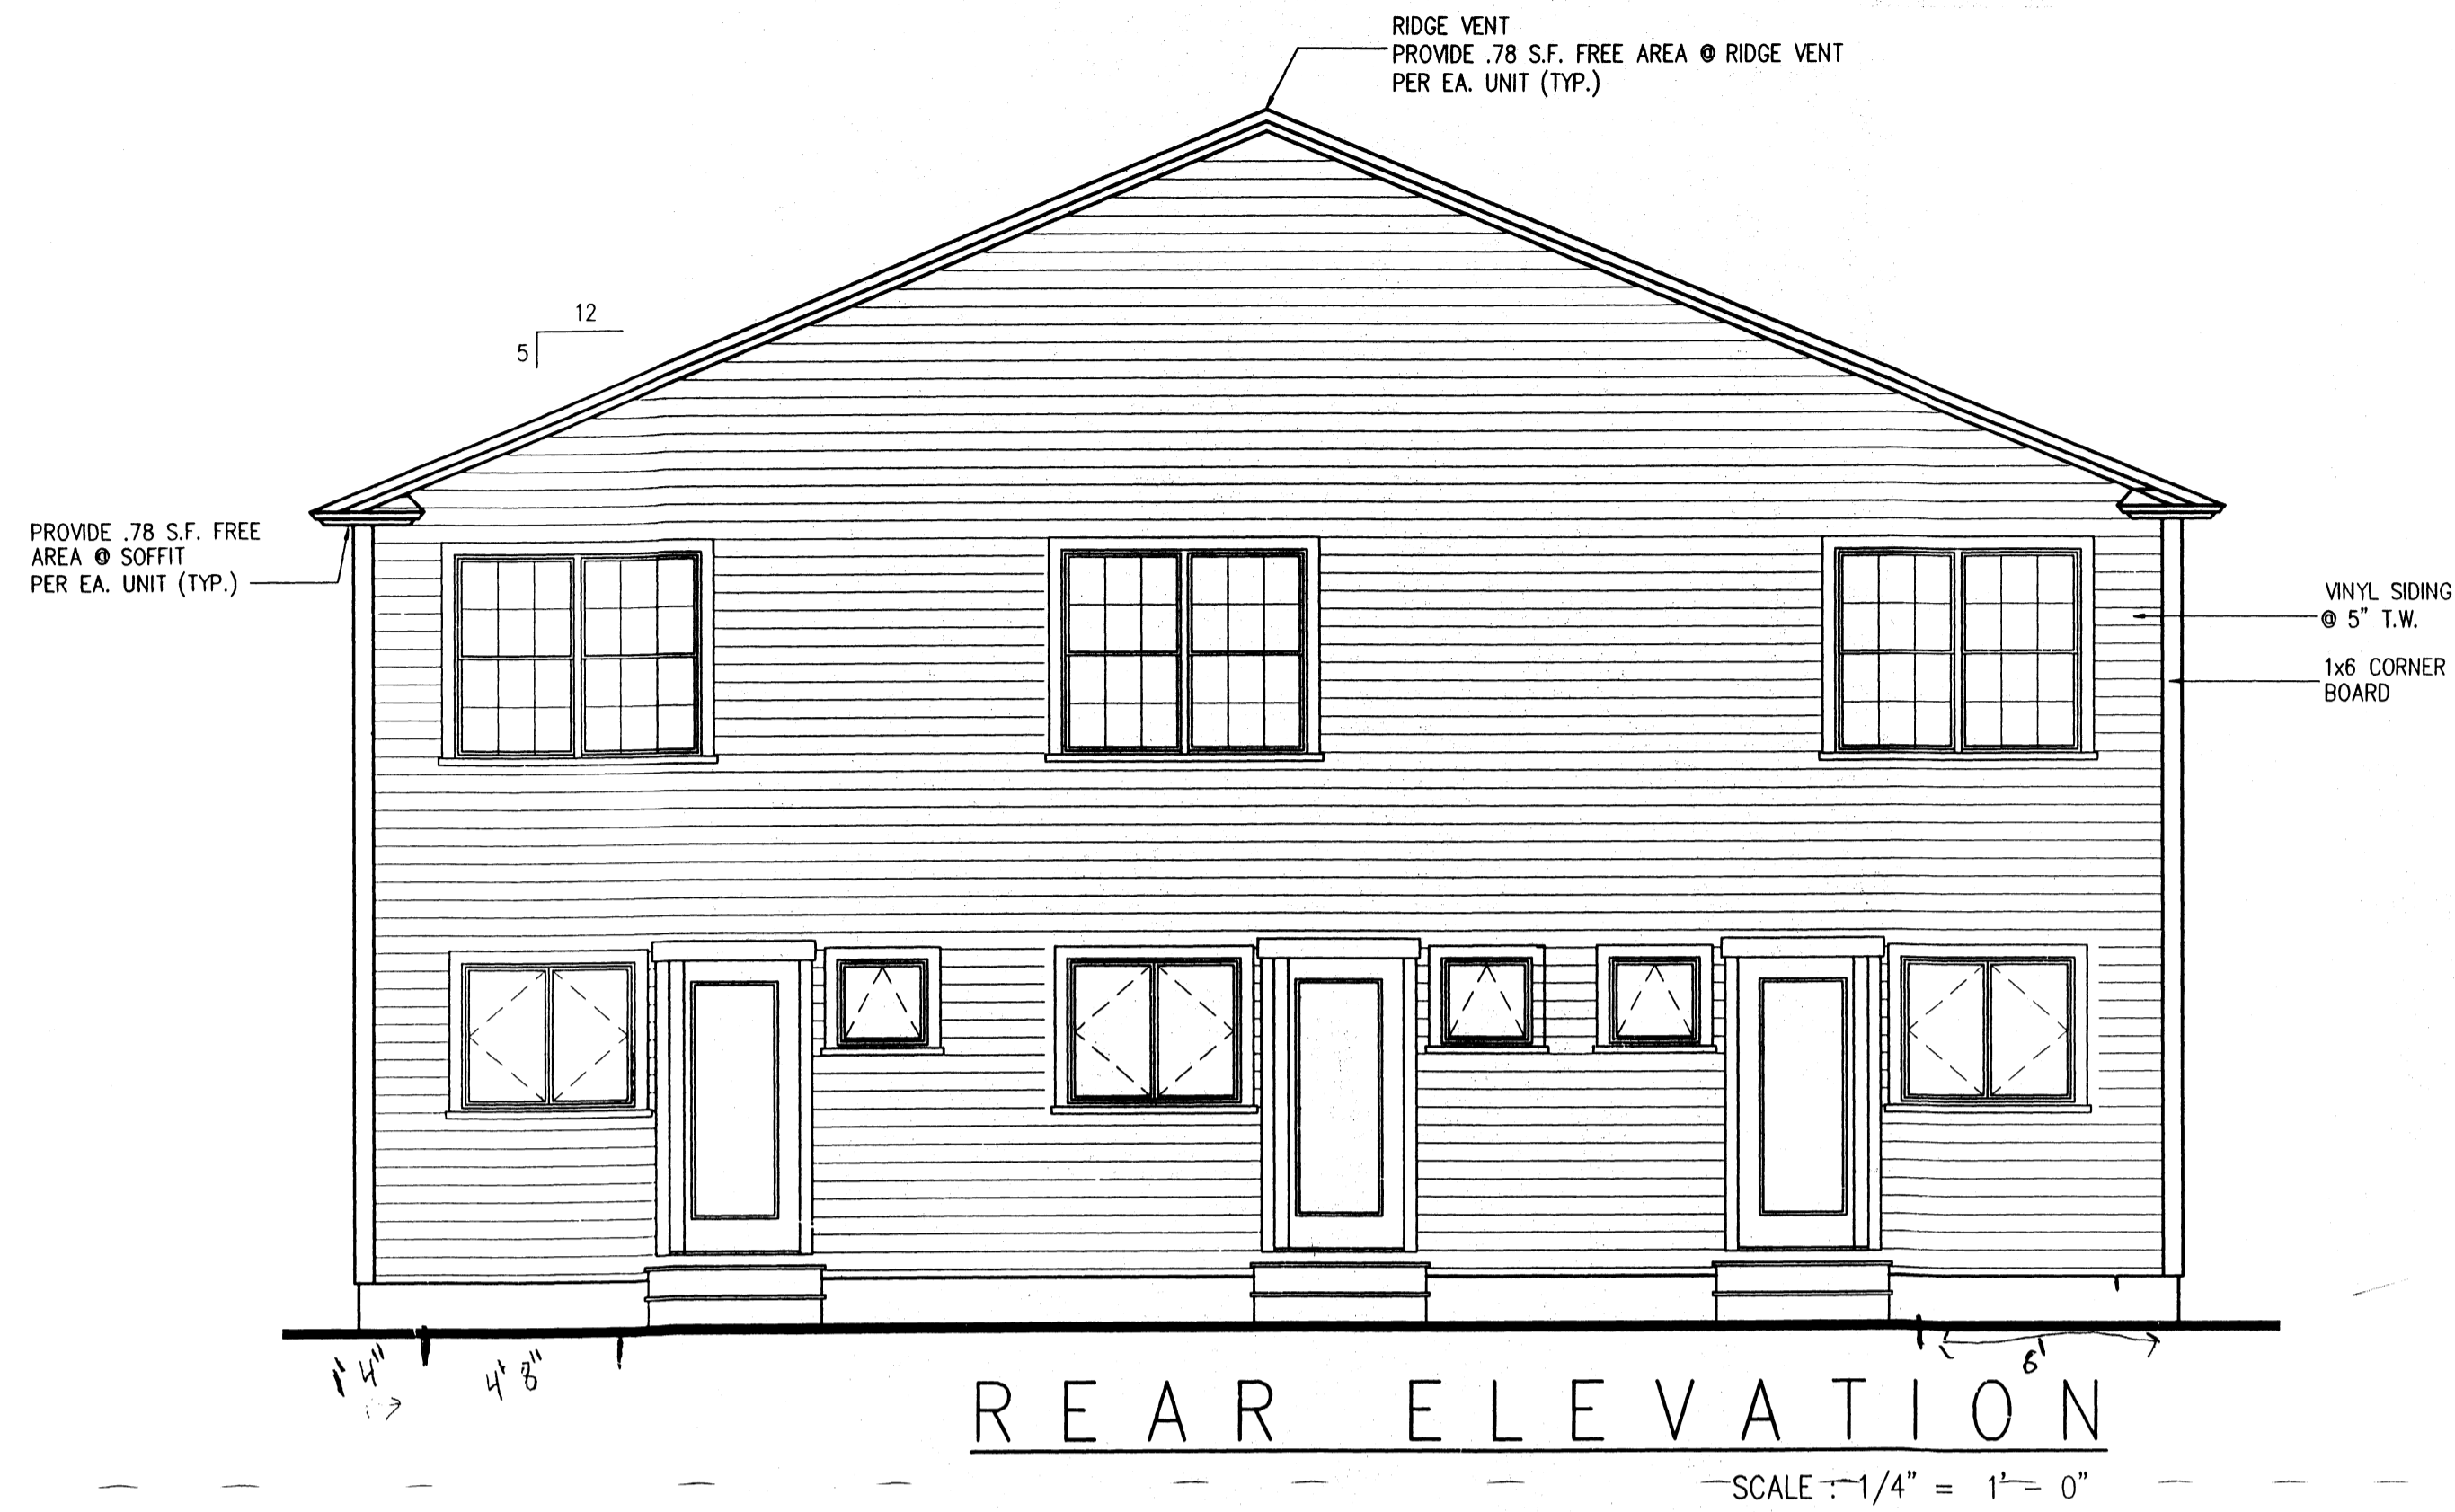 RIDGE VENT
PROVIDE .78 S.F. FREE AREA @ RIDGE VENT
PER EA. UNIT (TYP.)
12
5
PROVIDE .78 S.F. FREE
AREA @ SOFFIT
PER EA. UNIT (TYP.)
VINYL SIDING
@ 5" T.W.
1x6 CORNER
BOARD
1' 4"
4' 8"
6'
REAR ELEVATION
SCALE : 1/4" = 1'- 0"